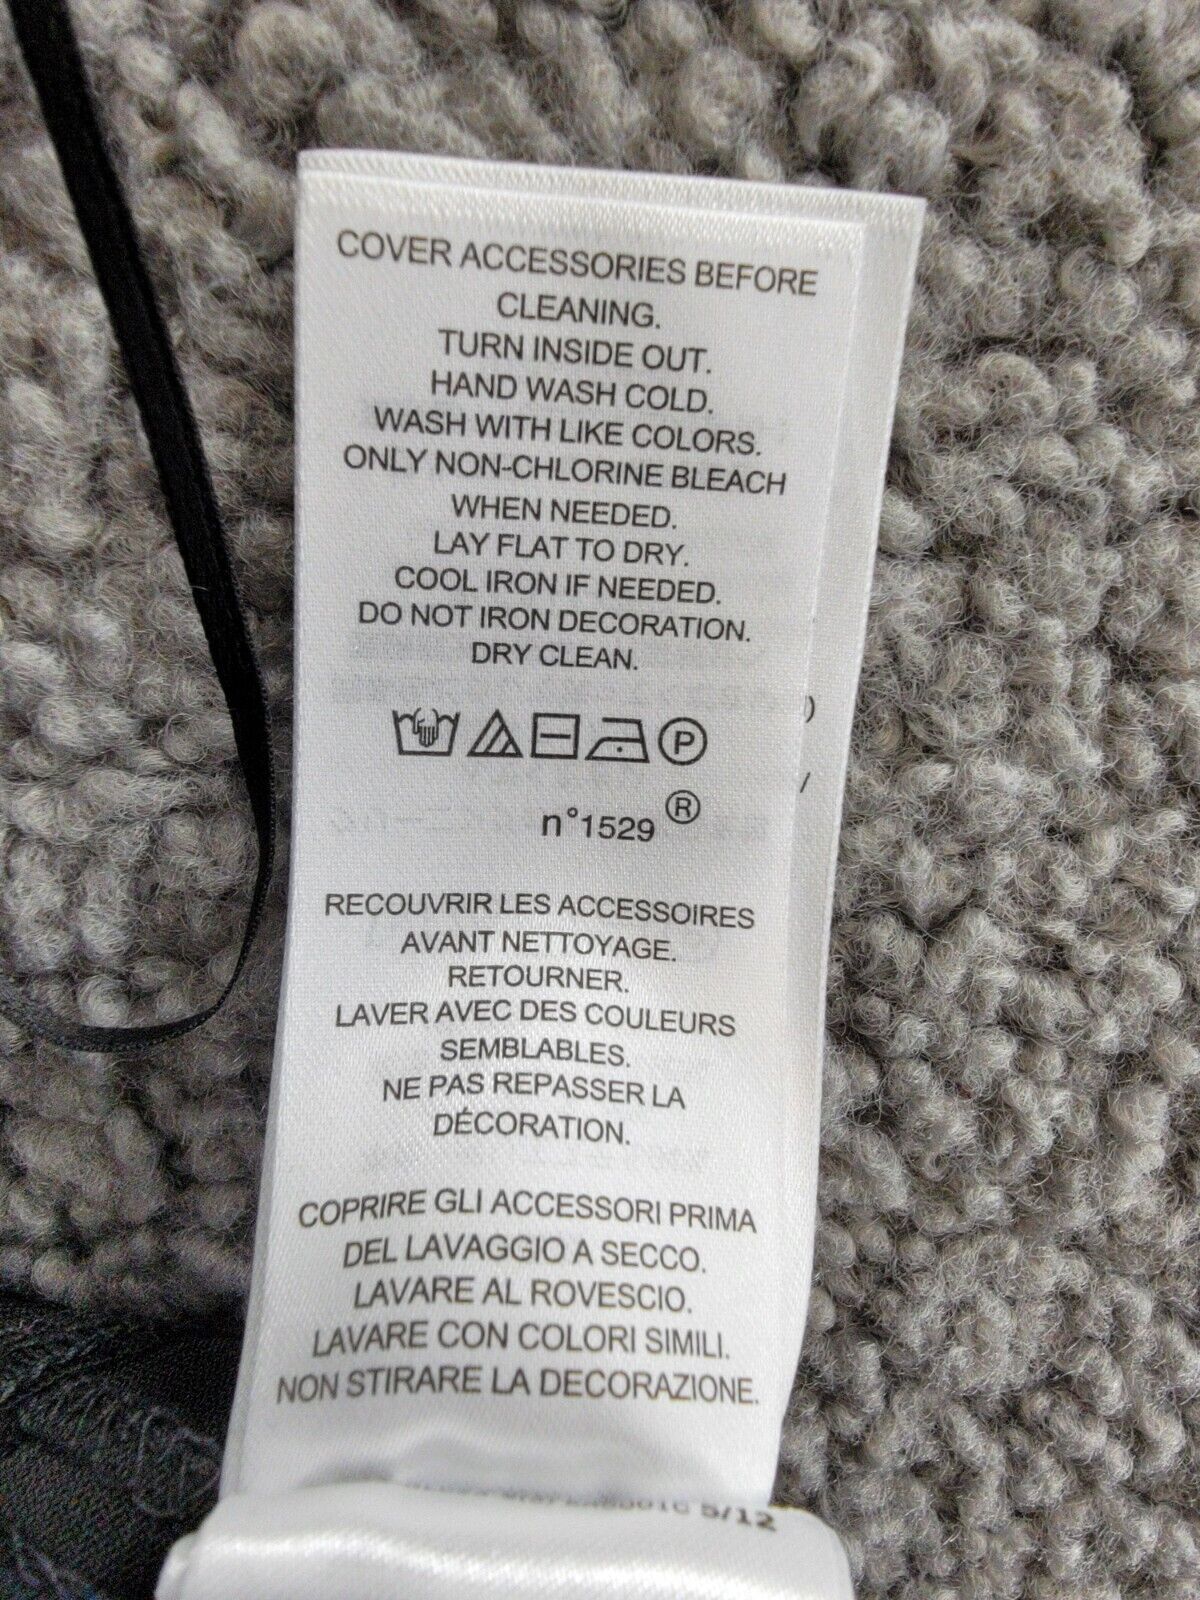 COVER ACCESSORIES BEFORE
CLEANING.
TURN INSIDE OUT.
HAND WASH COLD.
WASH WITH LIKE COLORS.
ONLY NON-CHLORINE BLEACH
WHEN NEEDED.
LAY FLAT TO DRY.
COOL IRON IF NEEDED.
DO NOT IRON DECORATION.
DRY CLEAN.
P
n°1529 ®
RECOUVRIR LES ACCESSOIRES
AVANT NETTOYAGE.
RETOURNER.
LAVER AVEC DES COULEURS
SEMBLABLES.
NE PAS REPASSER LA
DÉCORATION.
COPRIRE GLI ACCESSORI PRIMA
DEL LAVAGGIO A SECCO.
LAVARE AL ROVESCIO.
LAVARE CON COLORI SIMILI.
NON STIRARE LA DECORAZIONE.
5/12